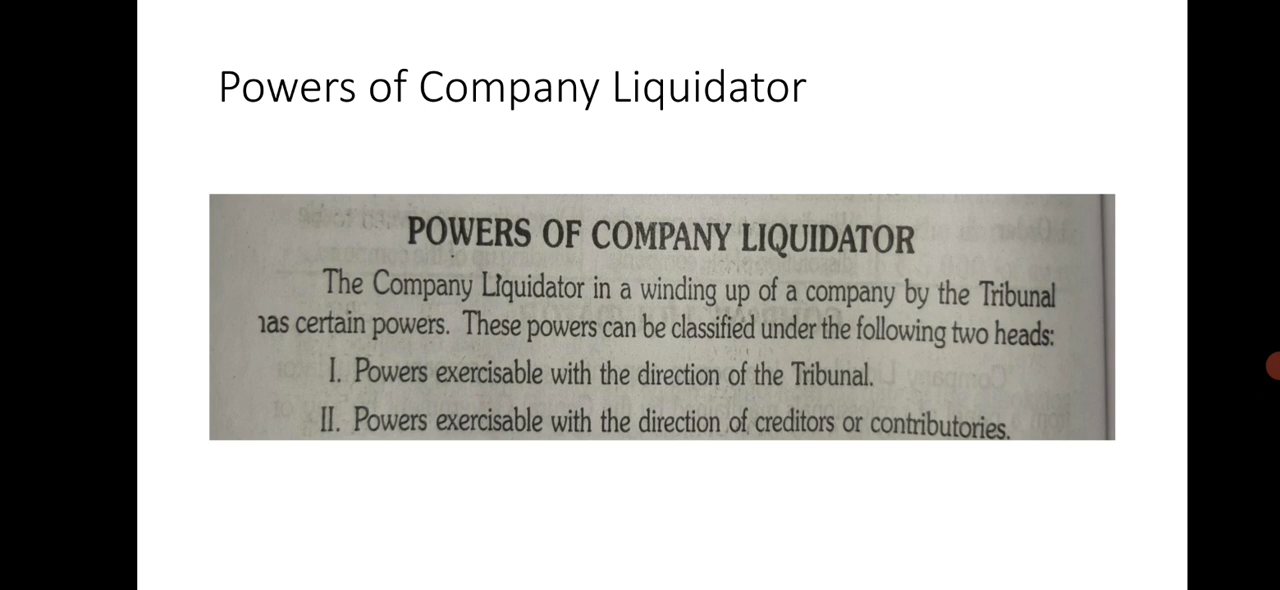 Powers of Company Liquidator
POWERS OF COMPANY LIQUIDATOR
The Company Liquidator in a winding up of a company by the Tribunal
has certain powers. These powers can be classified under the following two heads:
I. Powers exercisable with the direction of the Tribunal.
II. Powers exercisable with the direction of creditors or contributories.